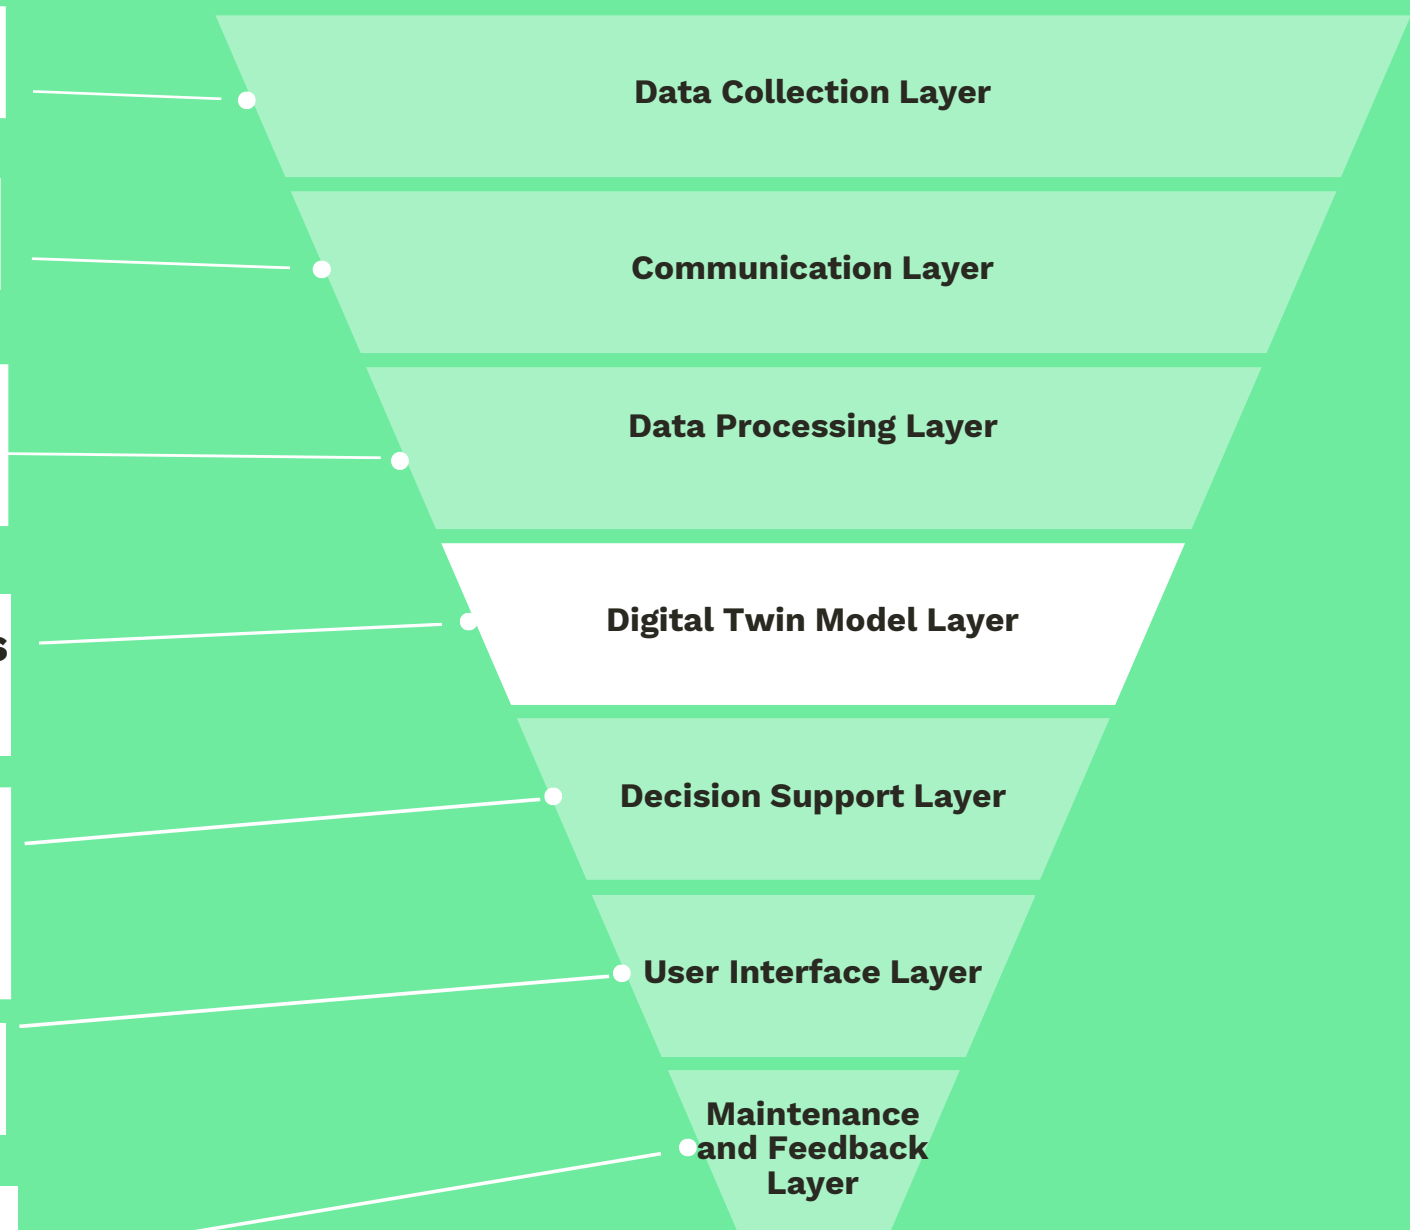 Data Collection Layer
Communication Layer
Data Processing Layer
Digital Twin Model Layer
s
Decision Support Layer
User Interface Layer
Maintenance
and Feedback
Layer